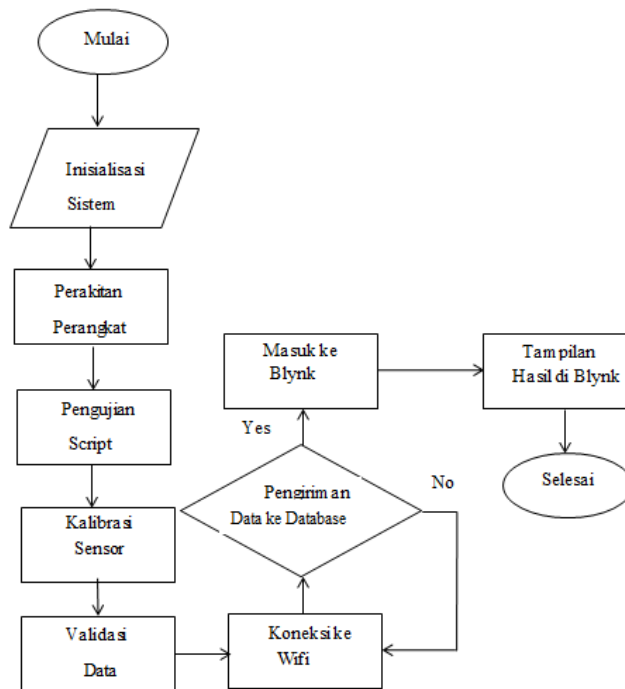 Mulai
Inisialisasi
Sistem
Perakitan
Perangkat
Pengujian
Script
Kalibrasi
Sensor
Validasi
Data
Koneksi ke
Wifi
Pengiriman
Data ke Database
Yes
No
Masuk ke
Blynk
Tampilan
Hasil di Blynk
Selesai